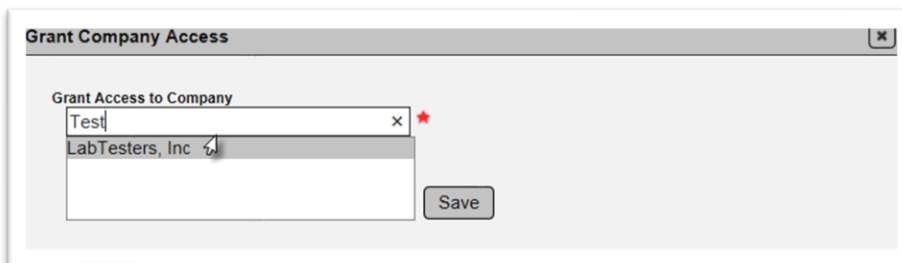 Grant Company Access
Grant Access to Company
Test
LabTesters, Inc
Save